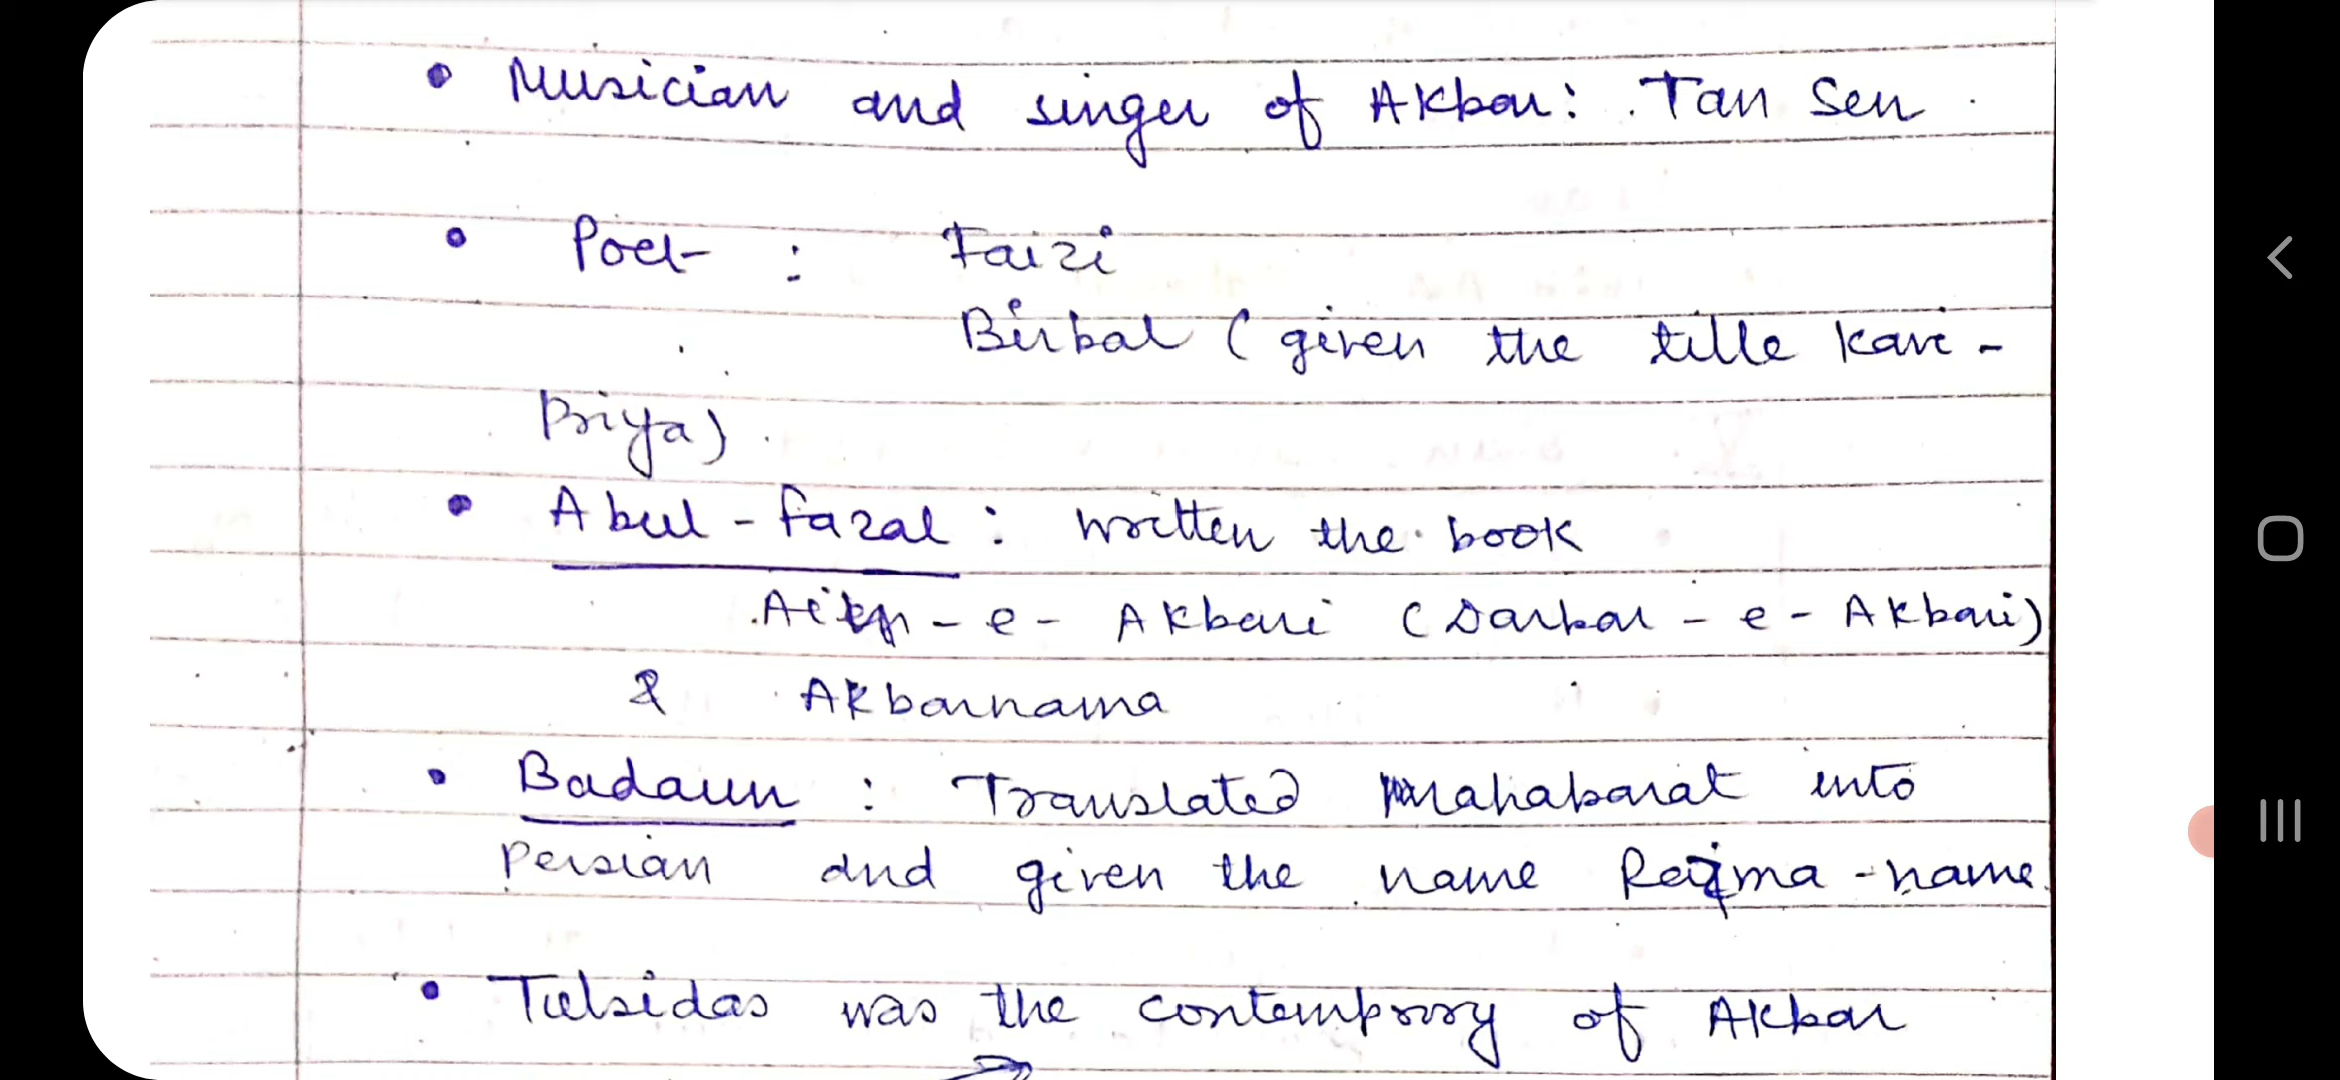 • Musician and singer of Akbar: Tan Sen
• Poet : Faizi
Birbal (given the title Kavi -
Priya)
• Abul - Fazal : written the book
Ain - e - Akbari (Darbar - e - Akbari)
& Akbarnama
• Badaun : Translated Mahabarat into
Persian and given the name Razma - name.
• Tulsidas was the contemprory of Akbar